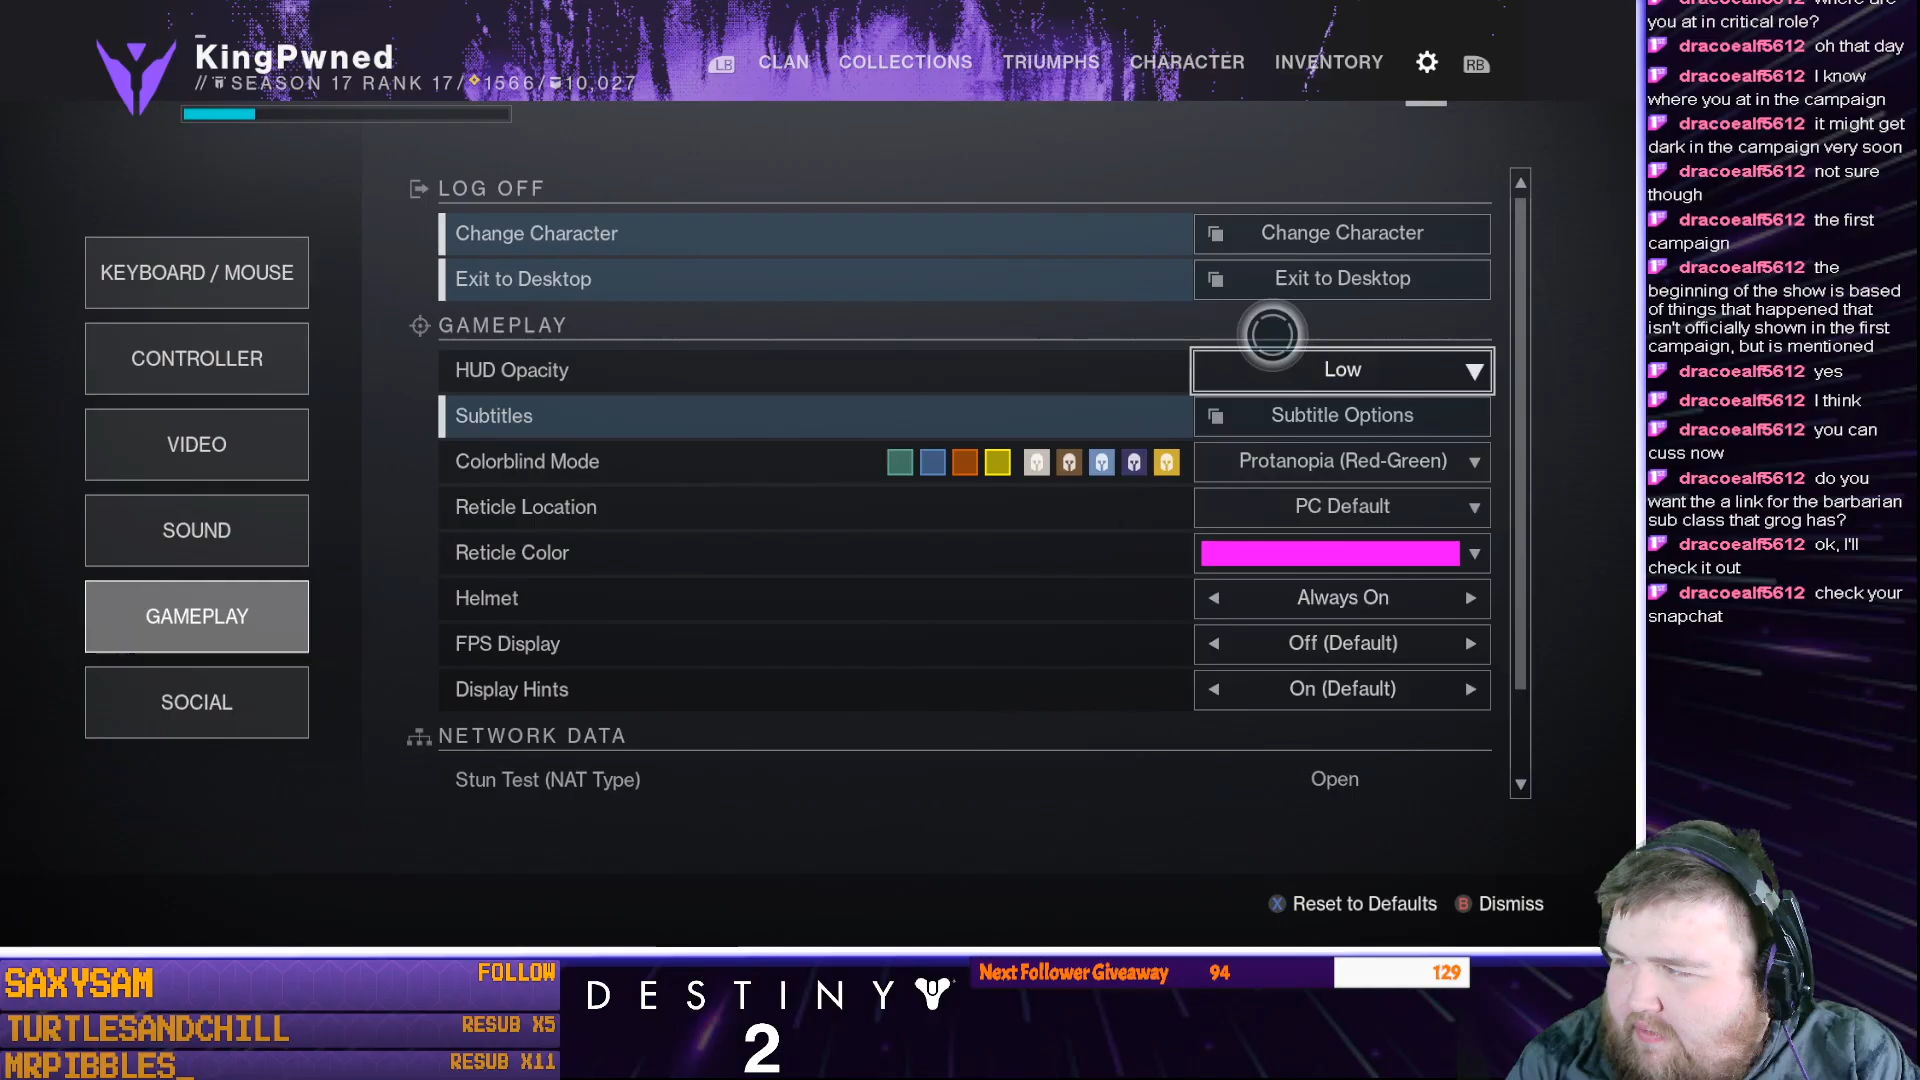 KingPwned
// SEASON 17 RANK 17/ 1566/ 10,027
LB
CLAN
COLLECTIONS
TRIUMPHS
CHARACTER
INVENTORY
RB
KEYBOARD / MOUSE
CONTROLLER
VIDEO
SOUND
GAMEPLAY
SOCIAL
LOG OFF
Change Character
Change Character
Exit to Desktop
Exit to Desktop
GAMEPLAY
HUD Opacity
Low
Subtitles
Subtitle Options
Colorblind Mode
Protanopia (Red-Green)
Reticle Location
PC Default
Reticle Color
Helmet
Always On
FPS Display
Off (Default)
Display Hints
On (Default)
NETWORK DATA
Stun Test (NAT Type)
Open
X Reset to Defaults
B Dismiss
dracoealf5612 where are
you at in critical role?
dracoealf5612 oh that day
dracoealf5612 I know
where you at in the campaign
dracoealf5612 it might get
dark in the campaign very soon
dracoealf5612 not sure
though
dracoealf5612 the first
campaign
dracoealf5612 the
beginning of the show is based
of things that happened that
isn't officially shown in the first
campaign, but is mentioned
dracoealf5612 yes
dracoealf5612 I think
dracoealf5612 you can
cuss now
dracoealf5612 do you
want the a link for the barbarian
sub class that grog has?
dracoealf5612 ok, I'll
check it out
dracoealf5612 check your
snapchat
SAXYSAM
FOLLOW
TURTLESANDCHILL
RESUB X5
MRPIBBLES_
RESUB X11
DESTINY
2
Next Follower Giveaway 94
129